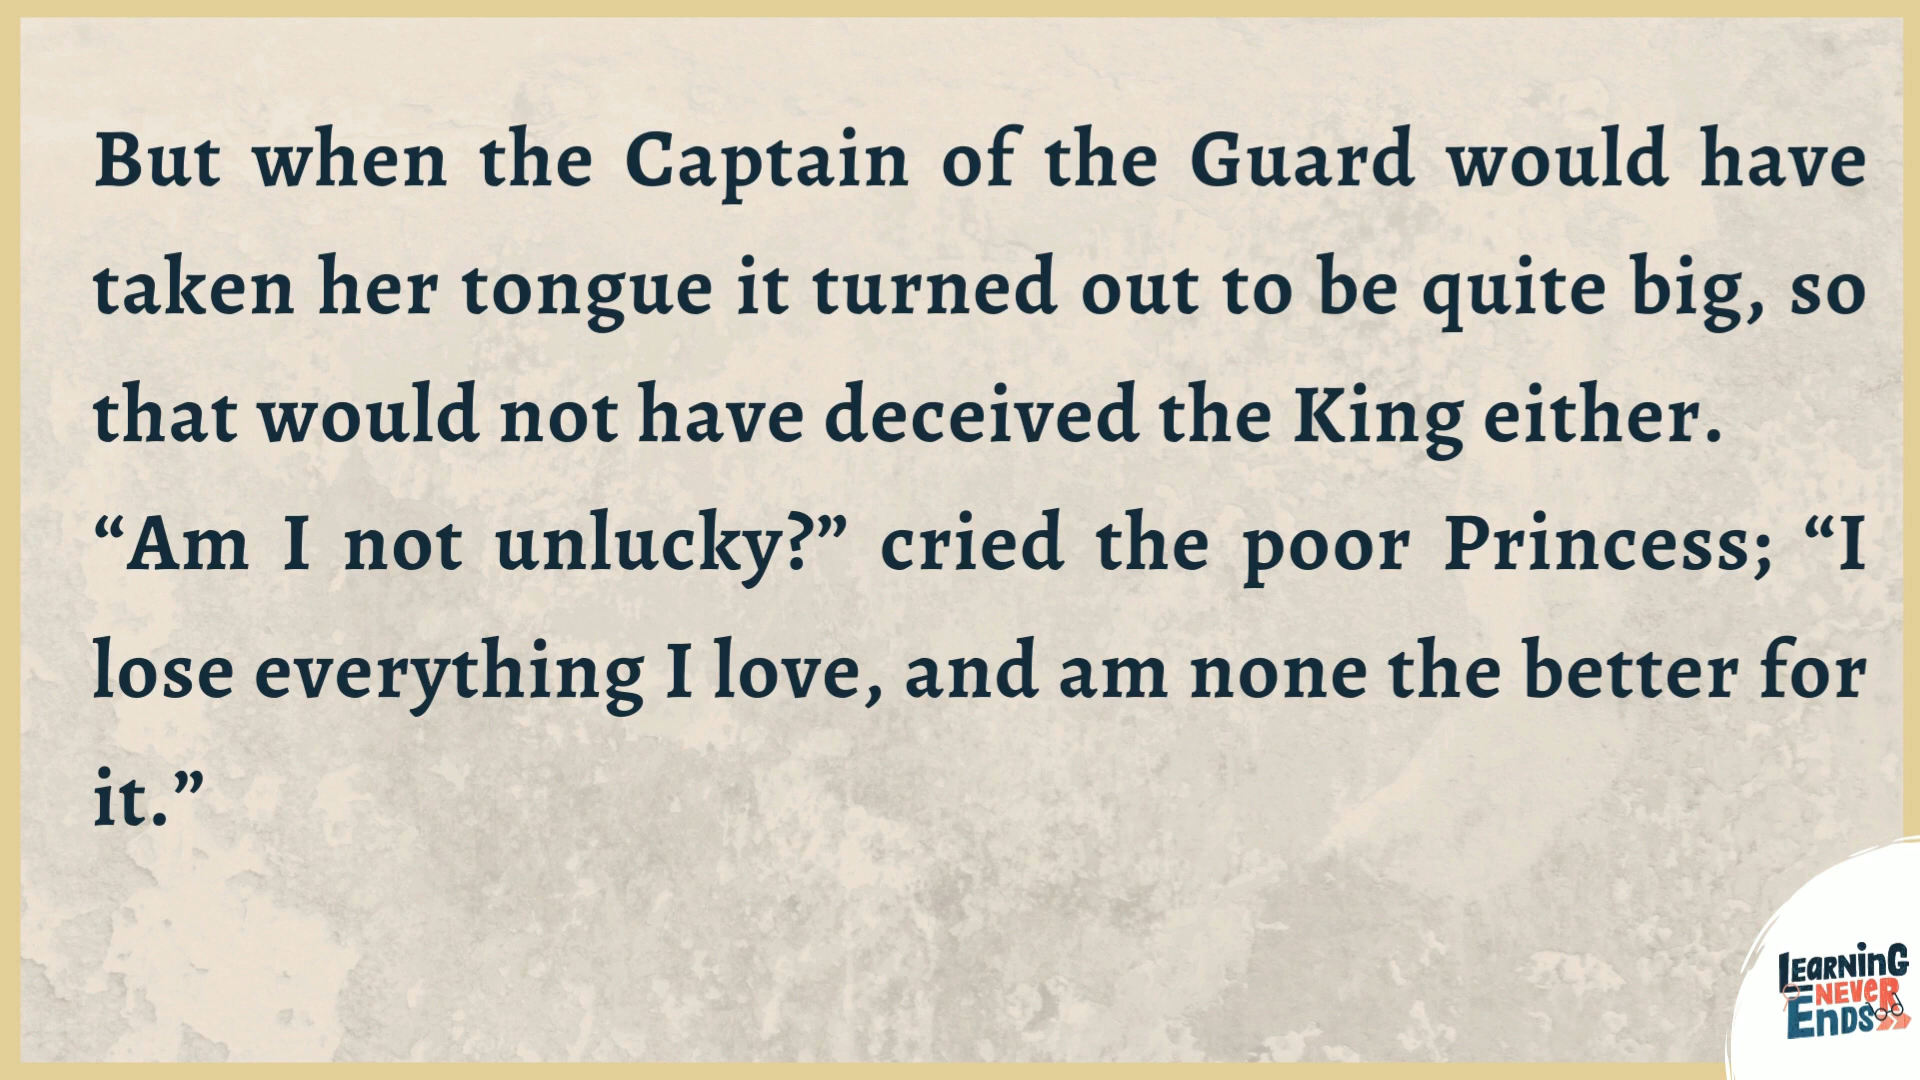 But when the Captain of the Guard would have
taken her tongue it turned out to be quite big, so
that would not have deceived the King either.
“Am I not unlucky?” cried the poor Princess; “I
lose everything I love, and am none the better for
it.”
LEARNinG
NEVER
EnDS